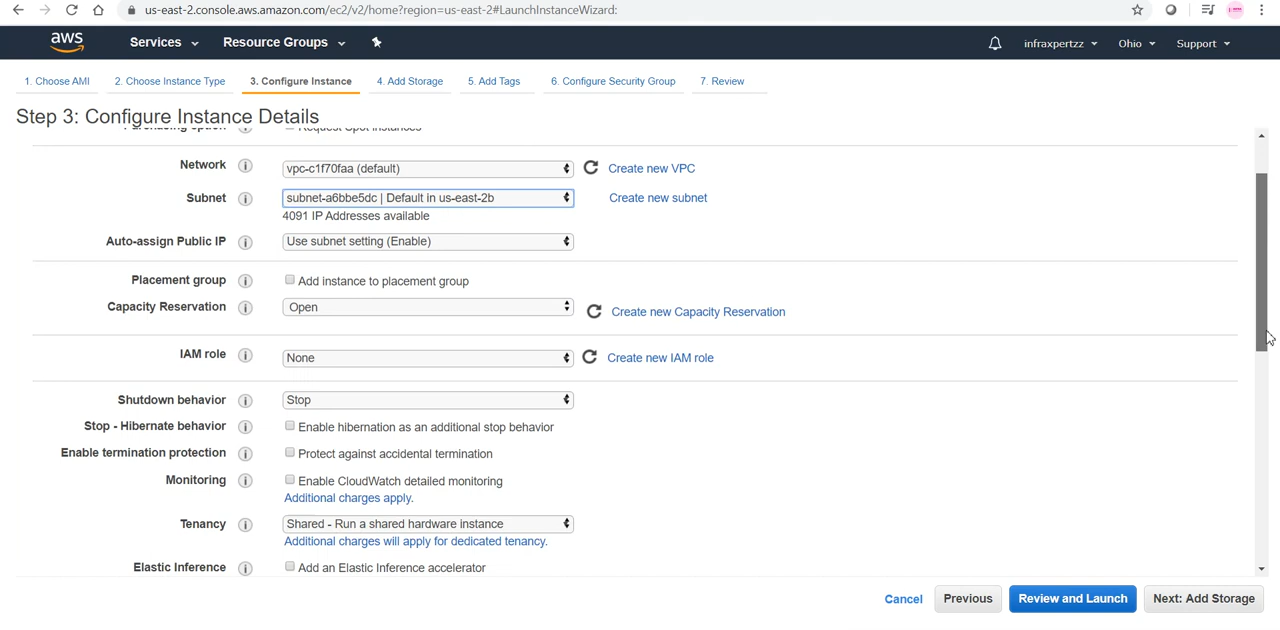 us-east-2.console.aws.amazon.com/ec2/v2/home?region=us-east-2#LaunchInstanceWizard:
aws Services Resource Groups infraxpertzz Ohio Support
1. Choose AMI 2. Choose Instance Type 3. Configure Instance 4. Add Storage 5. Add Tags 6. Configure Security Group 7. Review
Step 3: Configure Instance Details
Purchasing option Request Spot instances
Network vpc-c1f70faa (default) Create new VPC
Subnet subnet-a6bbe5dc | Default in us-east-2b Create new subnet
4091 IP Addresses available
Auto-assign Public IP Use subnet setting (Enable)
Placement group Add instance to placement group
Capacity Reservation Open Create new Capacity Reservation
IAM role None Create new IAM role
Shutdown behavior Stop
Stop - Hibernate behavior Enable hibernation as an additional stop behavior
Enable termination protection Protect against accidental termination
Monitoring Enable CloudWatch detailed monitoring
Additional charges apply.
Tenancy Shared - Run a shared hardware instance
Additional charges will apply for dedicated tenancy.
Elastic Inference Add an Elastic Inference accelerator
Cancel Previous Review and Launch Next: Add Storage